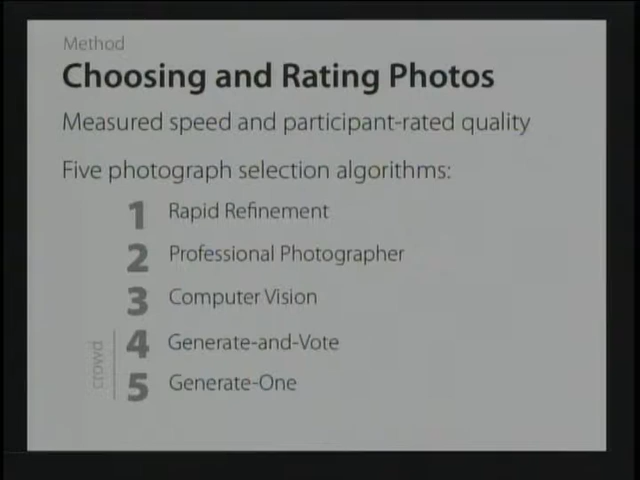 Method
Choosing and Rating Photos
Measured speed and participant-rated quality
Five photograph selection algorithms:
1 Rapid Refinement
2 Professional Photographer
3 Computer Vision
crowd
4 Generate-and-Vote
5 Generate-One